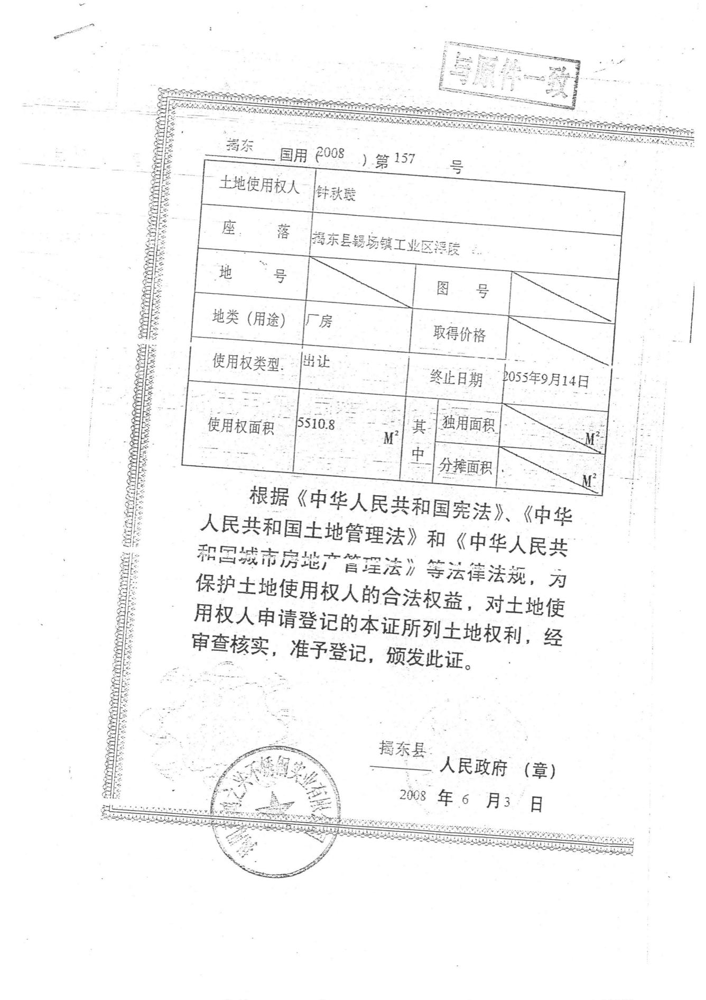 与原件一致
揭东 国用（2008 ）第 157 号
土地使用权人 钟秋璇
座 落 揭东县锡场镇工业区浮陵
地 号 图 号
地类（用途） 厂房 取得价格
使用权类型 出让 终止日期 2055年9月14日
使用权面积 5510.8 M² 其中 独用面积 M²
分摊面积 M²
根据《中华人民共和国宪法》、《中华
人民共和国土地管理法》和《中华人民共
和国城市房地产管理法》等法律法规，为
保护土地使用权人的合法权益，对土地使
用权人申请登记的本证所列土地权利，经
审查核实，准予登记，颁发此证。
揭东县 人民政府 （章）
2008 年 6 月 3 日
之兴不锈钢实业有限公司